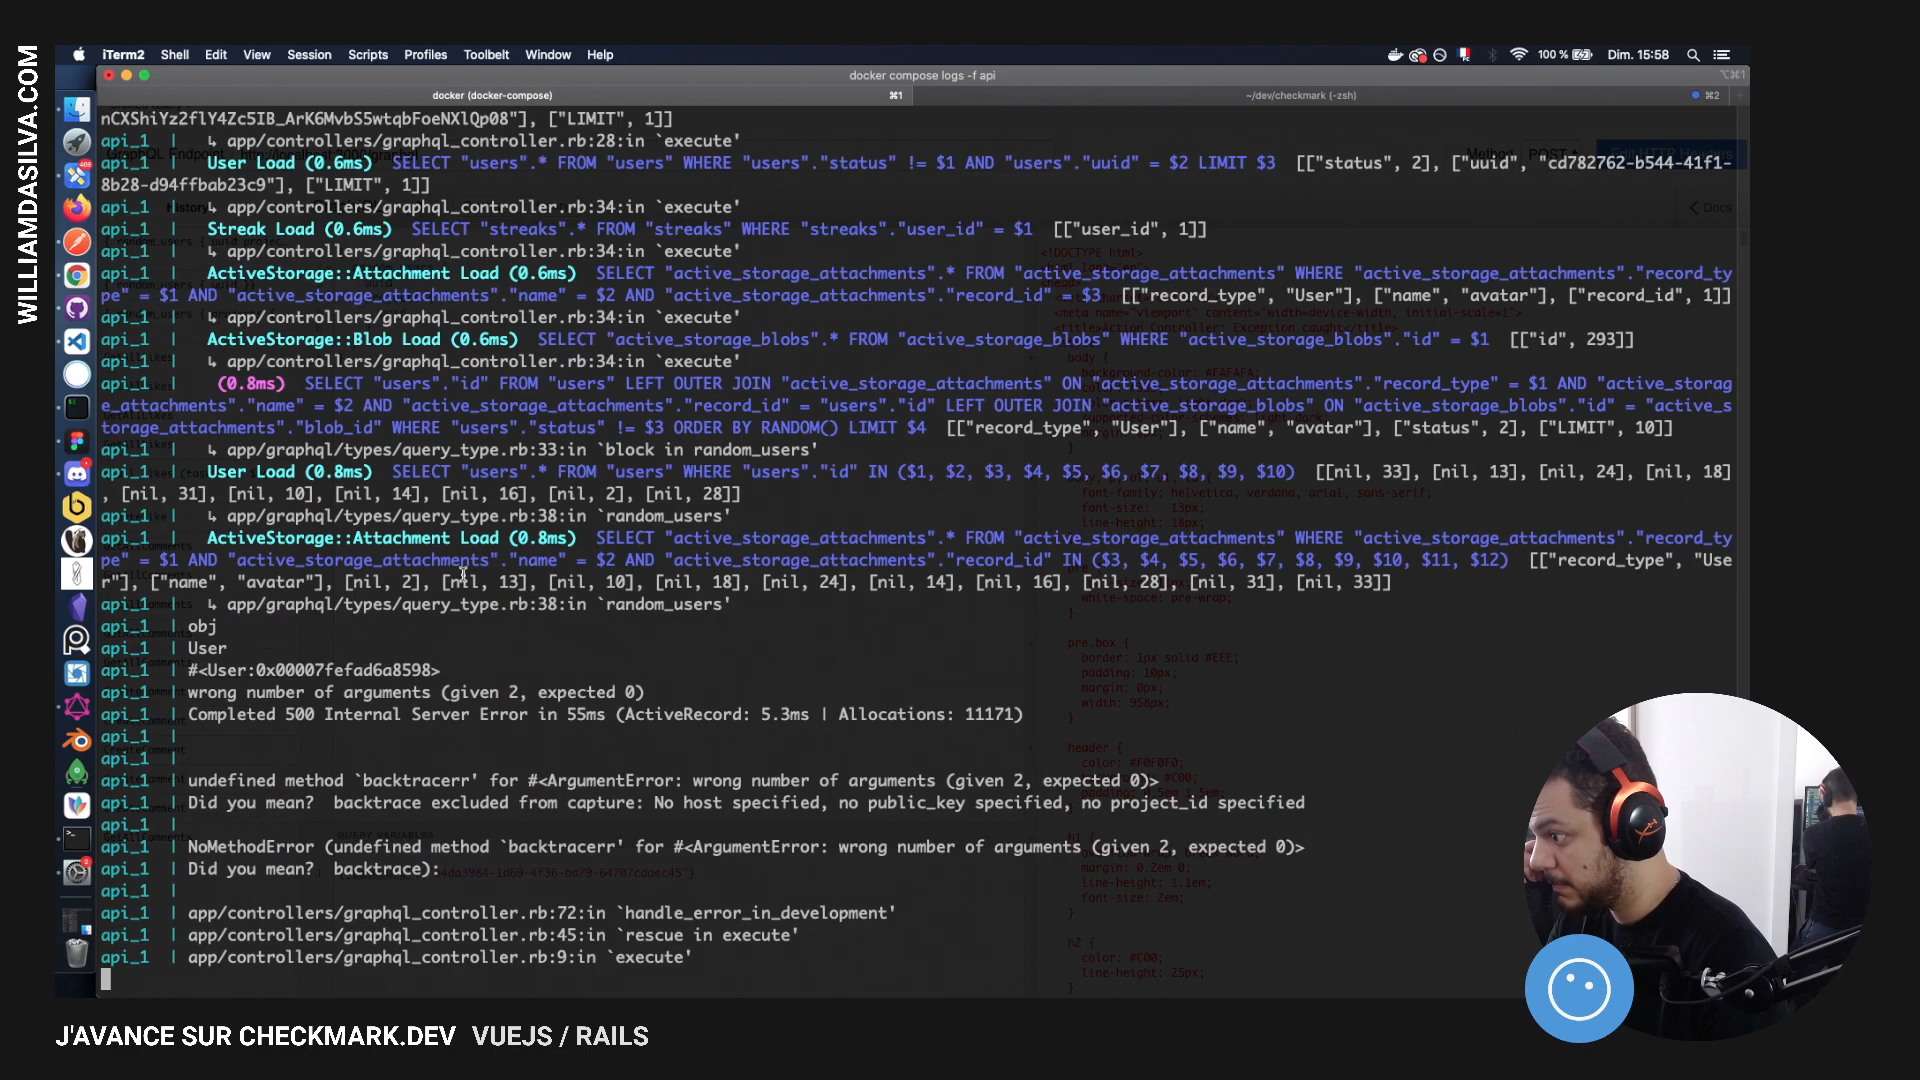 WILLIAMDASILVA.COM
iTerm2 Shell Edit View Session Scripts Profiles Toolbelt Window Help
100 % Dim. 15:58
docker compose logs -f api
⌥⌘1
docker (docker-compose) ⌘1 ~/dev/checkmark (-zsh) ⌘2
nCXShiYz2flY4Zc5IB_ArK6MvbS5wtqbFoeNXlQp08"], ["LIMIT", 1]]
api_1 | ↳ app/controllers/graphql_controller.rb:28:in `execute'
api_1 | User Load (0.6ms) SELECT "users".* FROM "users" WHERE "users"."status" != $1 AND "users"."uuid" = $2 LIMIT $3 [["status", 2], ["uuid", "cd782762-b544-41f1-
8b28-d94ffbab23c9"], ["LIMIT", 1]]
api_1 | ↳ app/controllers/graphql_controller.rb:34:in `execute'
api_1 | Streak Load (0.6ms) SELECT "streaks".* FROM "streaks" WHERE "streaks"."user_id" = $1 [["user_id", 1]]
api_1 | ↳ app/controllers/graphql_controller.rb:34:in `execute'
api_1 | ActiveStorage::Attachment Load (0.6ms) SELECT "active_storage_attachments".* FROM "active_storage_attachments" WHERE "active_storage_attachments"."record_ty
pe" = $1 AND "active_storage_attachments"."name" = $2 AND "active_storage_attachments"."record_id" = $3 [["record_type", "User"], ["name", "avatar"], ["record_id", 1]]
api_1 | ↳ app/controllers/graphql_controller.rb:34:in `execute'
api_1 | ActiveStorage::Blob Load (0.6ms) SELECT "active_storage_blobs".* FROM "active_storage_blobs" WHERE "active_storage_blobs"."id" = $1 [["id", 293]]
api_1 | ↳ app/controllers/graphql_controller.rb:34:in `execute'
api_1 | (0.8ms) SELECT "users"."id" FROM "users" LEFT OUTER JOIN "active_storage_attachments" ON "active_storage_attachments"."record_type" = $1 AND "active_storag
e_attachments"."name" = $2 AND "active_storage_attachments"."record_id" = "users"."id" LEFT OUTER JOIN "active_storage_blobs" ON "active_storage_blobs"."id" = "active_s
torage_attachments"."blob_id" WHERE "users"."status" != $3 ORDER BY RANDOM() LIMIT $4 [["record_type", "User"], ["name", "avatar"], ["status", 2], ["LIMIT", 10]]
api_1 | ↳ app/graphql/types/query_type.rb:33:in `block in random_users'
api_1 | User Load (0.8ms) SELECT "users".* FROM "users" WHERE "users"."id" IN ($1, $2, $3, $4, $5, $6, $7, $8, $9, $10) [[nil, 33], [nil, 13], [nil, 24], [nil, 18]
, [nil, 31], [nil, 10], [nil, 14], [nil, 16], [nil, 2], [nil, 28]]
api_1 | ↳ app/graphql/types/query_type.rb:38:in `random_users'
api_1 | ActiveStorage::Attachment Load (0.8ms) SELECT "active_storage_attachments".* FROM "active_storage_attachments" WHERE "active_storage_attachments"."record_ty
pe" = $1 AND "active_storage_attachments"."name" = $2 AND "active_storage_attachments"."record_id" IN ($3, $4, $5, $6, $7, $8, $9, $10, $11, $12) [["record_type", "Use
r"], ["name", "avatar"], [nil, 2], [nil, 13], [nil, 10], [nil, 18], [nil, 24], [nil, 14], [nil, 16], [nil, 28], [nil, 31], [nil, 33]]
api_1 | ↳ app/graphql/types/query_type.rb:38:in `random_users'
api_1 | obj
api_1 | User
api_1 | #<User:0x00007fefad6a8598>
api_1 | wrong number of arguments (given 2, expected 0)
api_1 | Completed 500 Internal Server Error in 55ms (ActiveRecord: 5.3ms | Allocations: 11171)
api_1 |
api_1 |
api_1 | undefined method `backtracerr' for #<ArgumentError: wrong number of arguments (given 2, expected 0)>
api_1 | Did you mean? backtrace excluded from capture: No host specified, no public_key specified, no project_id specified
api_1 |
api_1 | NoMethodError (undefined method `backtracerr' for #<ArgumentError: wrong number of arguments (given 2, expected 0)>
api_1 | Did you mean? backtrace):
api_1 |
api_1 | app/controllers/graphql_controller.rb:72:in `handle_error_in_development'
api_1 | app/controllers/graphql_controller.rb:45:in `rescue in execute'
api_1 | app/controllers/graphql_controller.rb:9:in `execute'
J'AVANCE SUR CHECKMARK.DEV VUEJS / RAILS